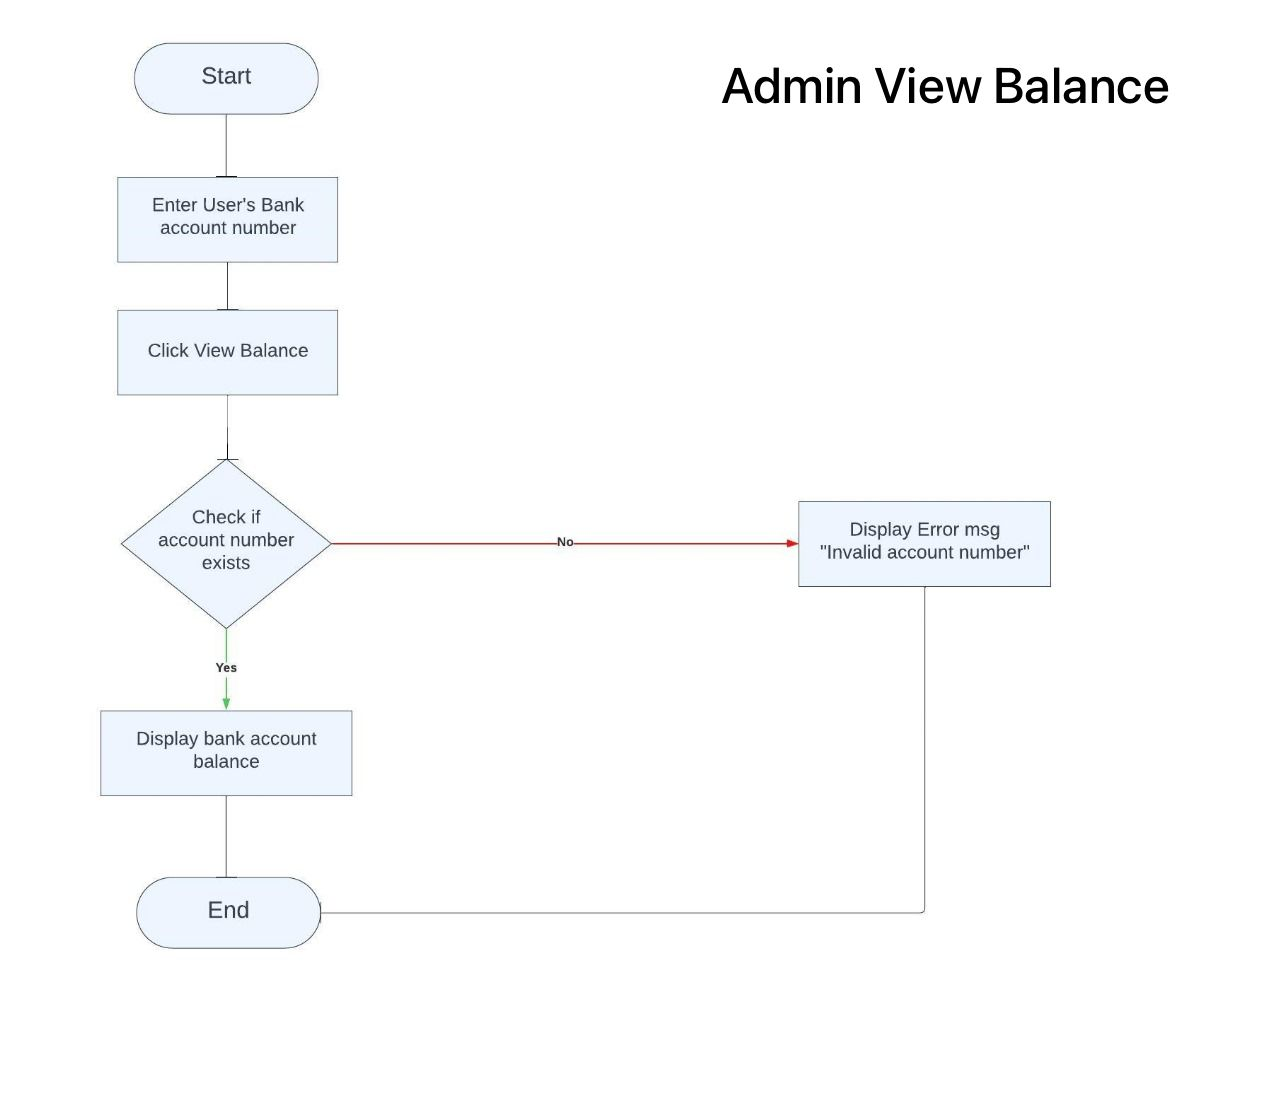 Start
Admin View Balance
Enter User's Bank
account number
Click View Balance
Check if
account number
exists
No
Display Error msg
"Invalid account number"
Yes
Display bank account
balance
End